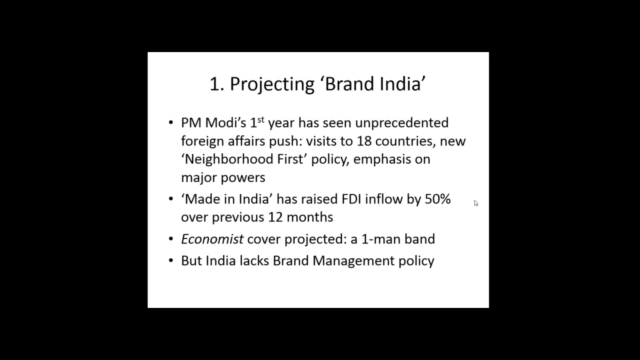 1. Projecting ‘Brand India’
• PM Modi’s 1st year has seen unprecedented
foreign affairs push: visits to 18 countries, new
‘Neighborhood First’ policy, emphasis on
major powers
• ‘Made in India’ has raised FDI inflow by 50%
over previous 12 months
• Economist cover projected: a 1-man band
• But India lacks Brand Management policy